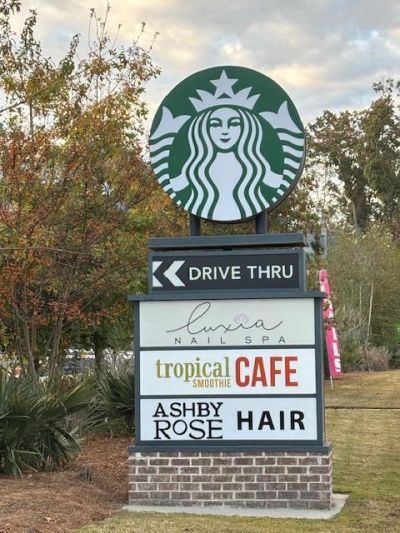 DRIVE THRU
luxia
NAIL SPA
tropical SMOOTHIE CAFE
ASHBY ROSE HAIR